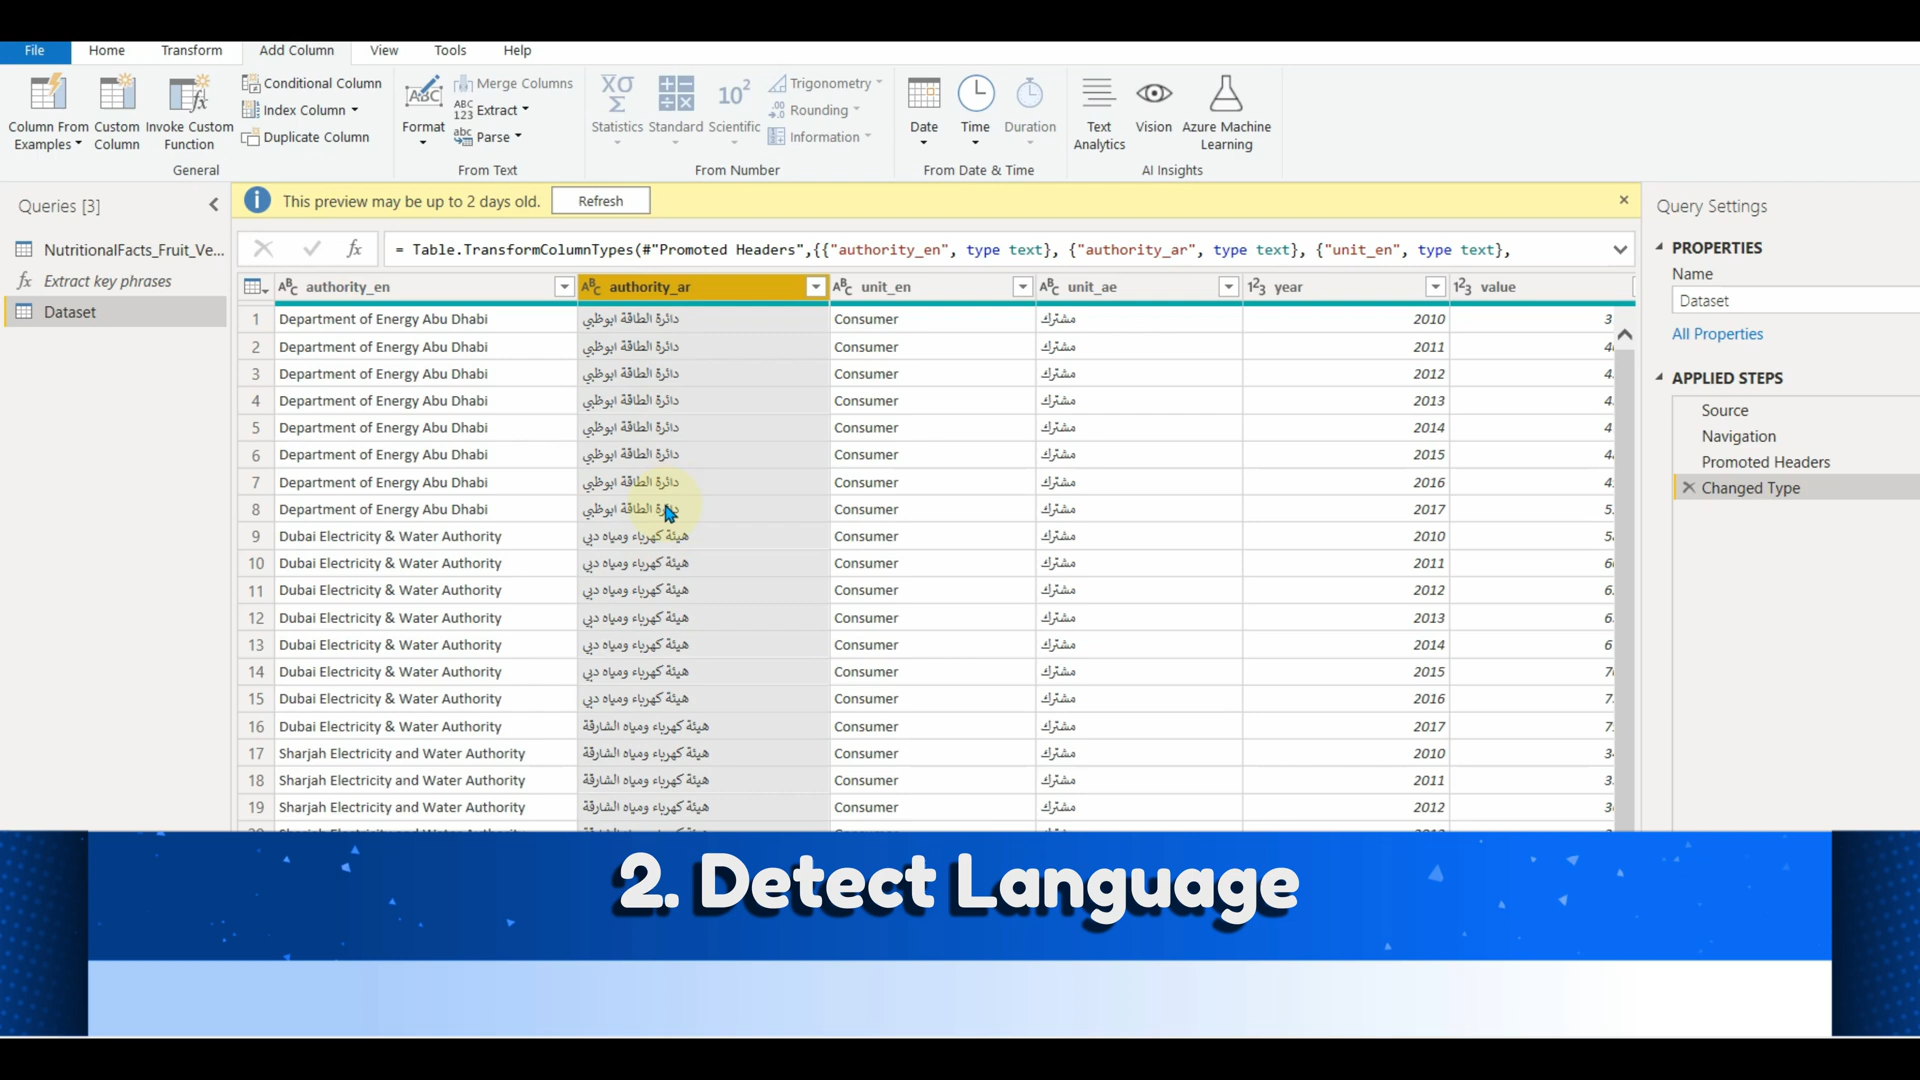 File Home Transform Add Column View Tools Help
Column From Examples
Custom Column
Invoke Custom Function
Conditional Column
Index Column
Duplicate Column
General
Format
Merge Columns
Extract
Parse
From Text
Statistics
Standard
Scientific
Trigonometry
Rounding
Information
From Number
Date
Time
Duration
From Date & Time
Text Analytics
Vision
Azure Machine Learning
AI Insights
Queries [3]
NutritionalFacts_Fruit_Ve...
fx Extract key phrases
Dataset
This preview may be up to 2 days old. Refresh
fx = Table.TransformColumnTypes(#"Promoted Headers",{{"authority_en", type text}, {"authority_ar", type text}, {"unit_en", type text},
authority_en authority_ar unit_en unit_ae year value
1 Department of Energy Abu Dhabi دائرة الطاقة ابوظبي Consumer مشترك 2010
2 Department of Energy Abu Dhabi دائرة الطاقة ابوظبي Consumer مشترك 2011
3 Department of Energy Abu Dhabi دائرة الطاقة ابوظبي Consumer مشترك 2012
4 Department of Energy Abu Dhabi دائرة الطاقة ابوظبي Consumer مشترك 2013
5 Department of Energy Abu Dhabi دائرة الطاقة ابوظبي Consumer مشترك 2014
6 Department of Energy Abu Dhabi دائرة الطاقة ابوظبي Consumer مشترك 2015
7 Department of Energy Abu Dhabi دائرة الطاقة ابوظبي Consumer مشترك 2016
8 Department of Energy Abu Dhabi دائرة الطاقة ابوظبي Consumer مشترك 2017
9 Dubai Electricity & Water Authority هيئة كهرباء ومياه دبي Consumer مشترك 2010
10 Dubai Electricity & Water Authority هيئة كهرباء ومياه دبي Consumer مشترك 2011
11 Dubai Electricity & Water Authority هيئة كهرباء ومياه دبي Consumer مشترك 2012
12 Dubai Electricity & Water Authority هيئة كهرباء ومياه دبي Consumer مشترك 2013
13 Dubai Electricity & Water Authority هيئة كهرباء ومياه دبي Consumer مشترك 2014
14 Dubai Electricity & Water Authority هيئة كهرباء ومياه دبي Consumer مشترك 2015
15 Dubai Electricity & Water Authority هيئة كهرباء ومياه دبي Consumer مشترك 2016
16 Dubai Electricity & Water Authority هيئة كهرباء ومياه الشارقة Consumer مشترك 2017
17 Sharjah Electricity and Water Authority هيئة كهرباء ومياه الشارقة Consumer مشترك 2010
18 Sharjah Electricity and Water Authority هيئة كهرباء ومياه الشارقة Consumer مشترك 2011
19 Sharjah Electricity and Water Authority هيئة كهرباء ومياه الشارقة Consumer مشترك 2012
Query Settings
PROPERTIES
Name
Dataset
All Properties
APPLIED STEPS
Source
Navigation
Promoted Headers
Changed Type
2. Detect Language